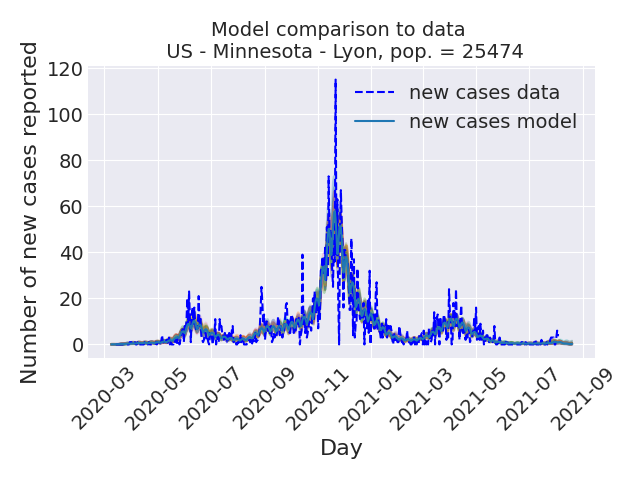 Model comparison to data
US - Minnesota - Lyon, pop. = 25474
Number of new cases reported
120
100
80
60
40
20
0
new cases data
new cases model
2020-03
2020-05
2020-07
2020-09
2020-11
2021-01
2021-03
2021-05
2021-07
2021-09
Day